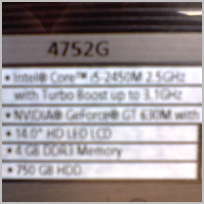 4752G
• Intel® Core™ i5-2450M 2.5GHz
with Turbo Boost up to 3.1GHz
• NVIDIA® GeForce® GT 630M with
• 14.0" HD LED LCD
• 4 GB DDR3 Memory
• 750 GB HDD